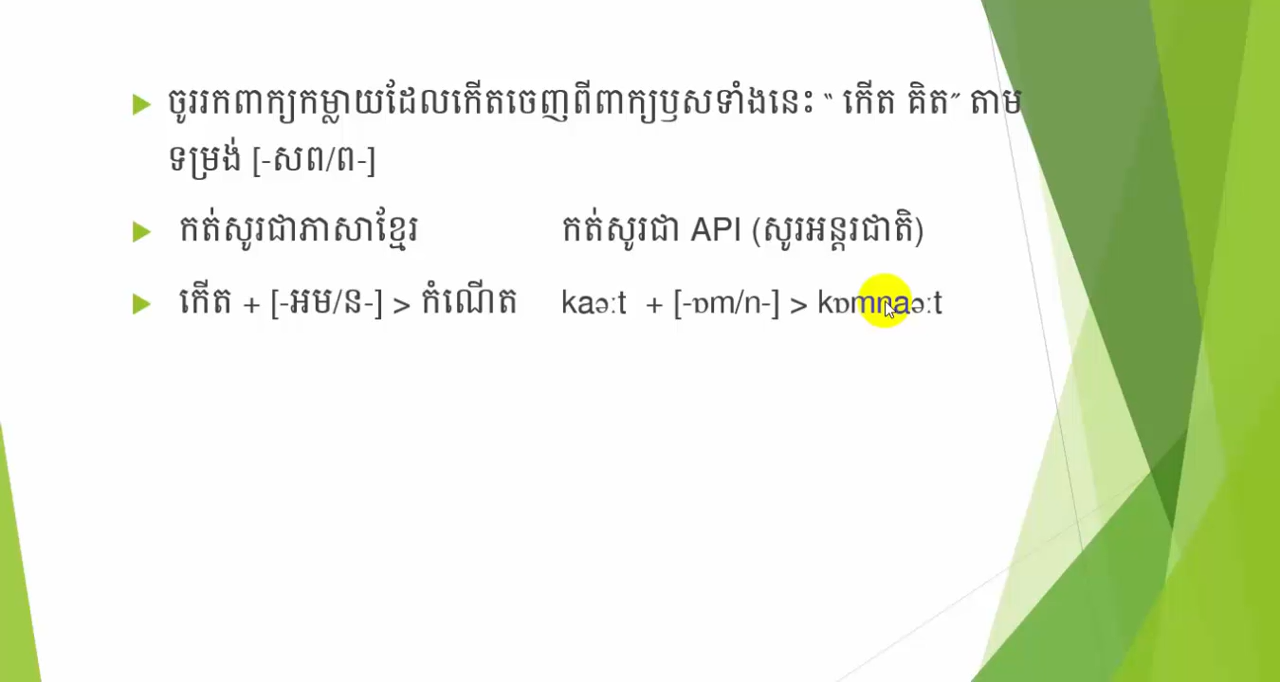 ចូររកពាក្យកម្លាយដែលកើតចេញពីពាក្យឫសទាំងនេះ “ កើត គិត” តាម
ទម្រង់ [-សព/ព-]
កត់សូរជាភាសាខ្មែរ កត់សូរជា API (សូរអន្តរជាតិ)
កើត + [-អម/ន-] > កំណើត kaəːt + [-ɒm/n-] > kɒmnaəːt